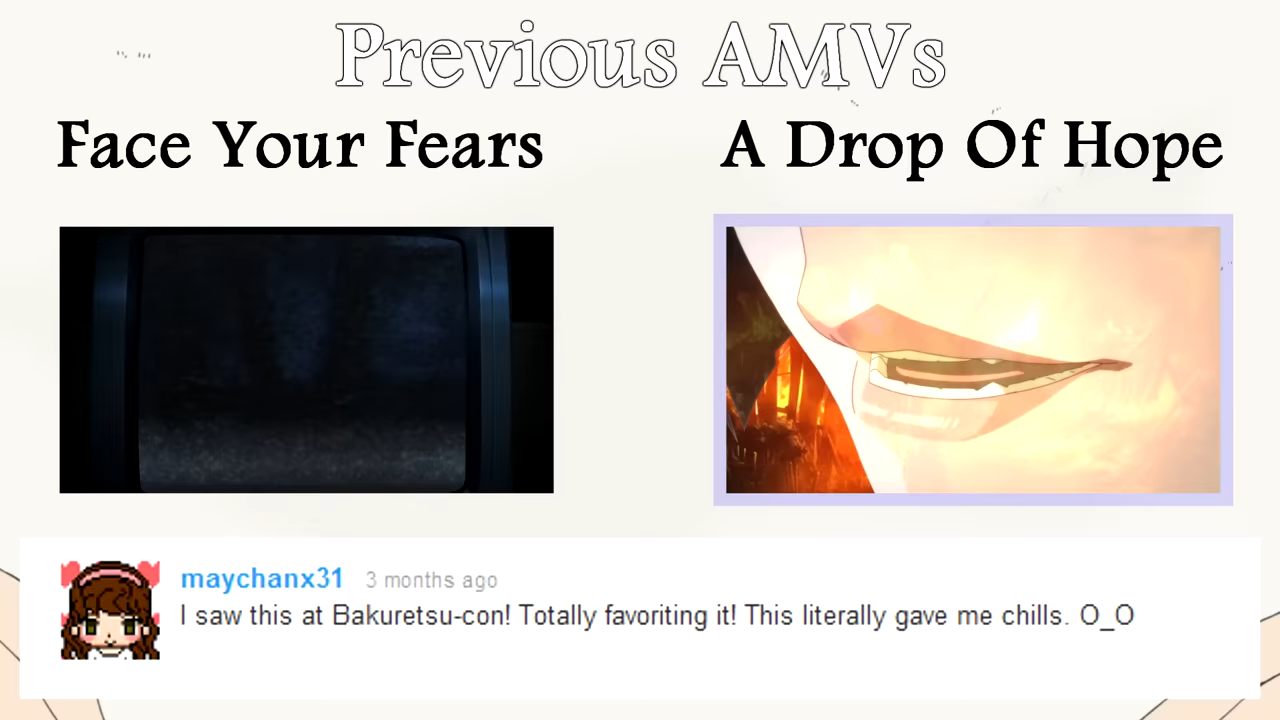 Previous AMVs
Face Your Fears
A Drop Of Hope
maychanx31 3 months ago
I saw this at Bakuretsu-con! Totally favoriting it! This literally gave me chills. O_O